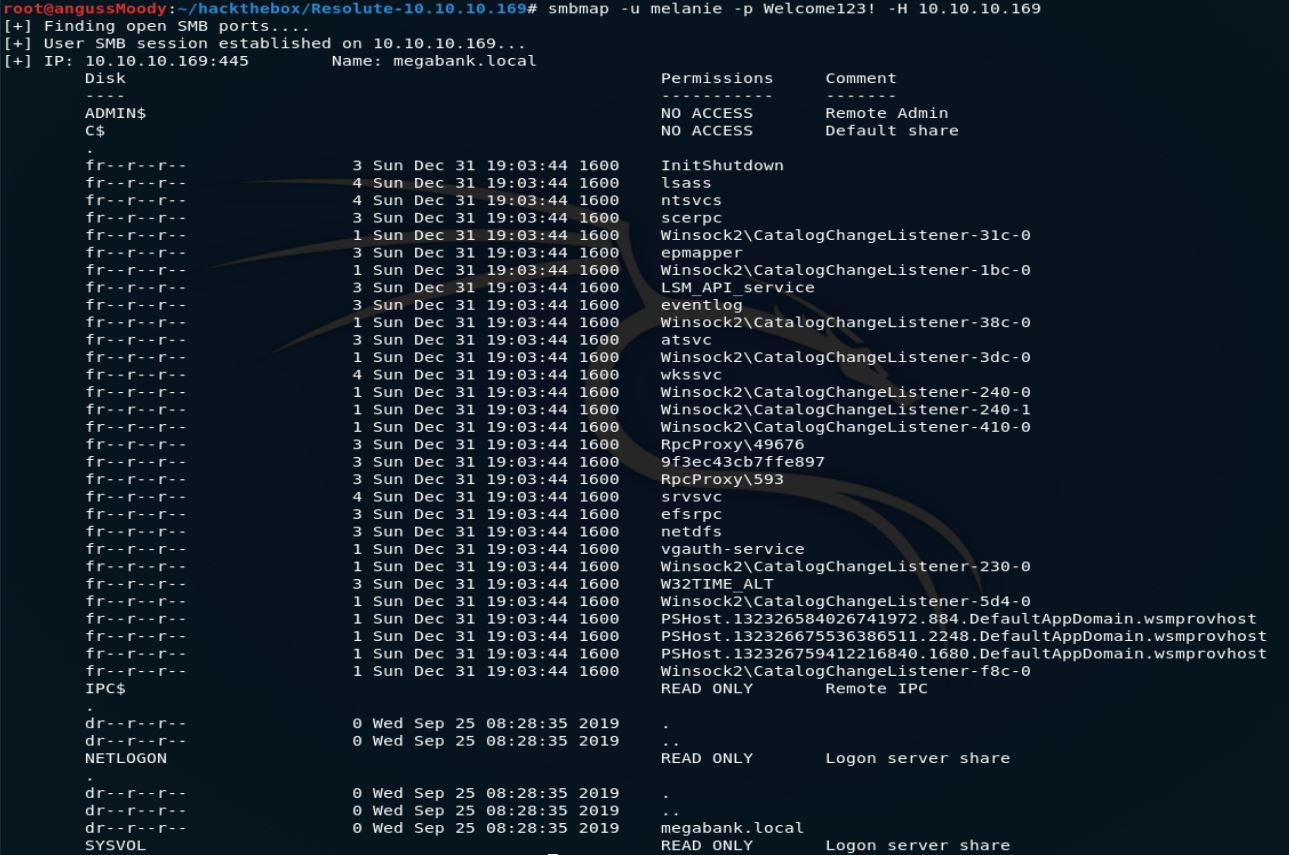 root@angussMoody:~/hackthebox/Resolute-10.10.10.169# smbmap -u melanie -p Welcome123! -H 10.10.10.169
[+] Finding open SMB ports....
[+] User SMB session established on 10.10.10.169...
[+] IP: 10.10.10.169:445 Name: megabank.local
Disk Permissions Comment
---- ----------- -------
ADMIN$ NO ACCESS Remote Admin
C$ NO ACCESS Default share
.
fr--r--r-- 3 Sun Dec 31 19:03:44 1600 InitShutdown
fr--r--r-- 4 Sun Dec 31 19:03:44 1600 lsass
fr--r--r-- 4 Sun Dec 31 19:03:44 1600 ntsvcs
fr--r--r-- 3 Sun Dec 31 19:03:44 1600 scerpc
fr--r--r-- 1 Sun Dec 31 19:03:44 1600 Winsock2\CatalogChangeListener-31c-0
fr--r--r-- 3 Sun Dec 31 19:03:44 1600 epmapper
fr--r--r-- 1 Sun Dec 31 19:03:44 1600 Winsock2\CatalogChangeListener-1bc-0
fr--r--r-- 3 Sun Dec 31 19:03:44 1600 LSM_API_service
fr--r--r-- 3 Sun Dec 31 19:03:44 1600 eventlog
fr--r--r-- 1 Sun Dec 31 19:03:44 1600 Winsock2\CatalogChangeListener-38c-0
fr--r--r-- 3 Sun Dec 31 19:03:44 1600 atsvc
fr--r--r-- 1 Sun Dec 31 19:03:44 1600 Winsock2\CatalogChangeListener-3dc-0
fr--r--r-- 4 Sun Dec 31 19:03:44 1600 wkssvc
fr--r--r-- 1 Sun Dec 31 19:03:44 1600 Winsock2\CatalogChangeListener-240-0
fr--r--r-- 1 Sun Dec 31 19:03:44 1600 Winsock2\CatalogChangeListener-240-1
fr--r--r-- 1 Sun Dec 31 19:03:44 1600 Winsock2\CatalogChangeListener-410-0
fr--r--r-- 3 Sun Dec 31 19:03:44 1600 RpcProxy\49676
fr--r--r-- 3 Sun Dec 31 19:03:44 1600 9f3ec43cb7ffe897
fr--r--r-- 3 Sun Dec 31 19:03:44 1600 RpcProxy\593
fr--r--r-- 4 Sun Dec 31 19:03:44 1600 srvsvc
fr--r--r-- 3 Sun Dec 31 19:03:44 1600 efsrpc
fr--r--r-- 3 Sun Dec 31 19:03:44 1600 netdfs
fr--r--r-- 1 Sun Dec 31 19:03:44 1600 vgauth-service
fr--r--r-- 1 Sun Dec 31 19:03:44 1600 Winsock2\CatalogChangeListener-230-0
fr--r--r-- 3 Sun Dec 31 19:03:44 1600 W32TIME_ALT
fr--r--r-- 1 Sun Dec 31 19:03:44 1600 Winsock2\CatalogChangeListener-5d4-0
fr--r--r-- 1 Sun Dec 31 19:03:44 1600 PSHost.132326584026741972.884.DefaultAppDomain.wsmprovhost
fr--r--r-- 1 Sun Dec 31 19:03:44 1600 PSHost.132326675536386511.2248.DefaultAppDomain.wsmprovhost
fr--r--r-- 1 Sun Dec 31 19:03:44 1600 PSHost.132326759412216840.1680.DefaultAppDomain.wsmprovhost
fr--r--r-- 1 Sun Dec 31 19:03:44 1600 Winsock2\CatalogChangeListener-f8c-0
IPC$ READ ONLY Remote IPC
.
dr--r--r-- 0 Wed Sep 25 08:28:35 2019 .
dr--r--r-- 0 Wed Sep 25 08:28:35 2019 ..
NETLOGON READ ONLY Logon server share
.
dr--r--r-- 0 Wed Sep 25 08:28:35 2019 .
dr--r--r-- 0 Wed Sep 25 08:28:35 2019 ..
dr--r--r-- 0 Wed Sep 25 08:28:35 2019 megabank.local
SYSVOL READ ONLY Logon server share